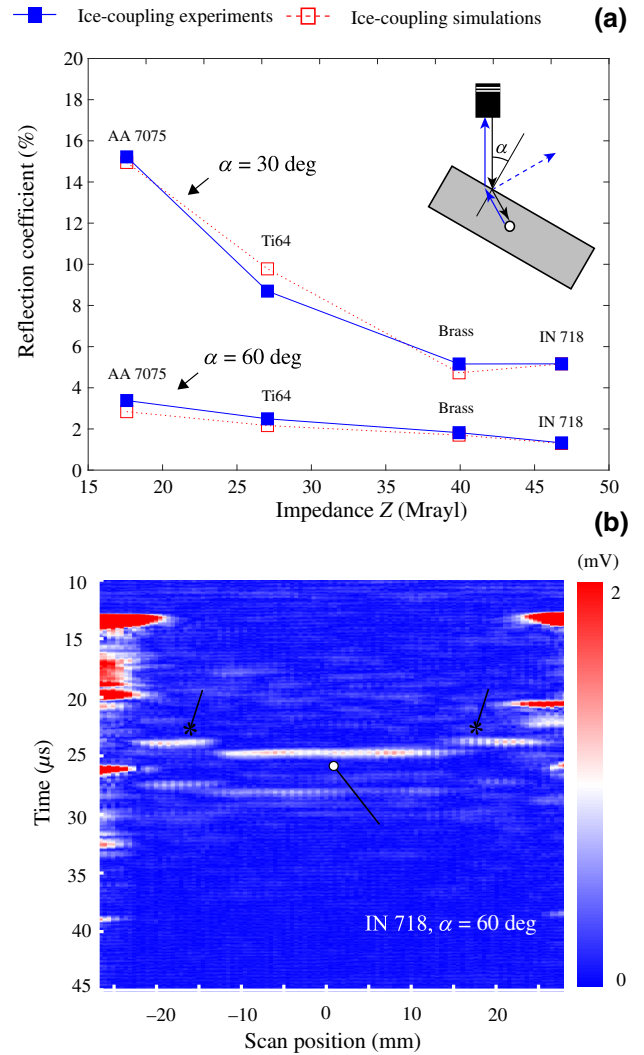 Ice-coupling experiments Ice-coupling simulations
(a)
20
18
16
14
12
10
8
6
4
2
0
Reflection coefficient (%)
AA 7075
α = 30 deg
Ti64
Brass
IN 718
α
AA 7075
α = 60 deg
Ti64
Brass
IN 718
15 20 25 30 35 40 45 50
Impedance Z (Mrayl)
(b)
(mV)
2
0
10
15
20
25
30
35
40
45
Time (μs)
*
*
IN 718, α = 60 deg
−20 −10 0 10 20
Scan position (mm)